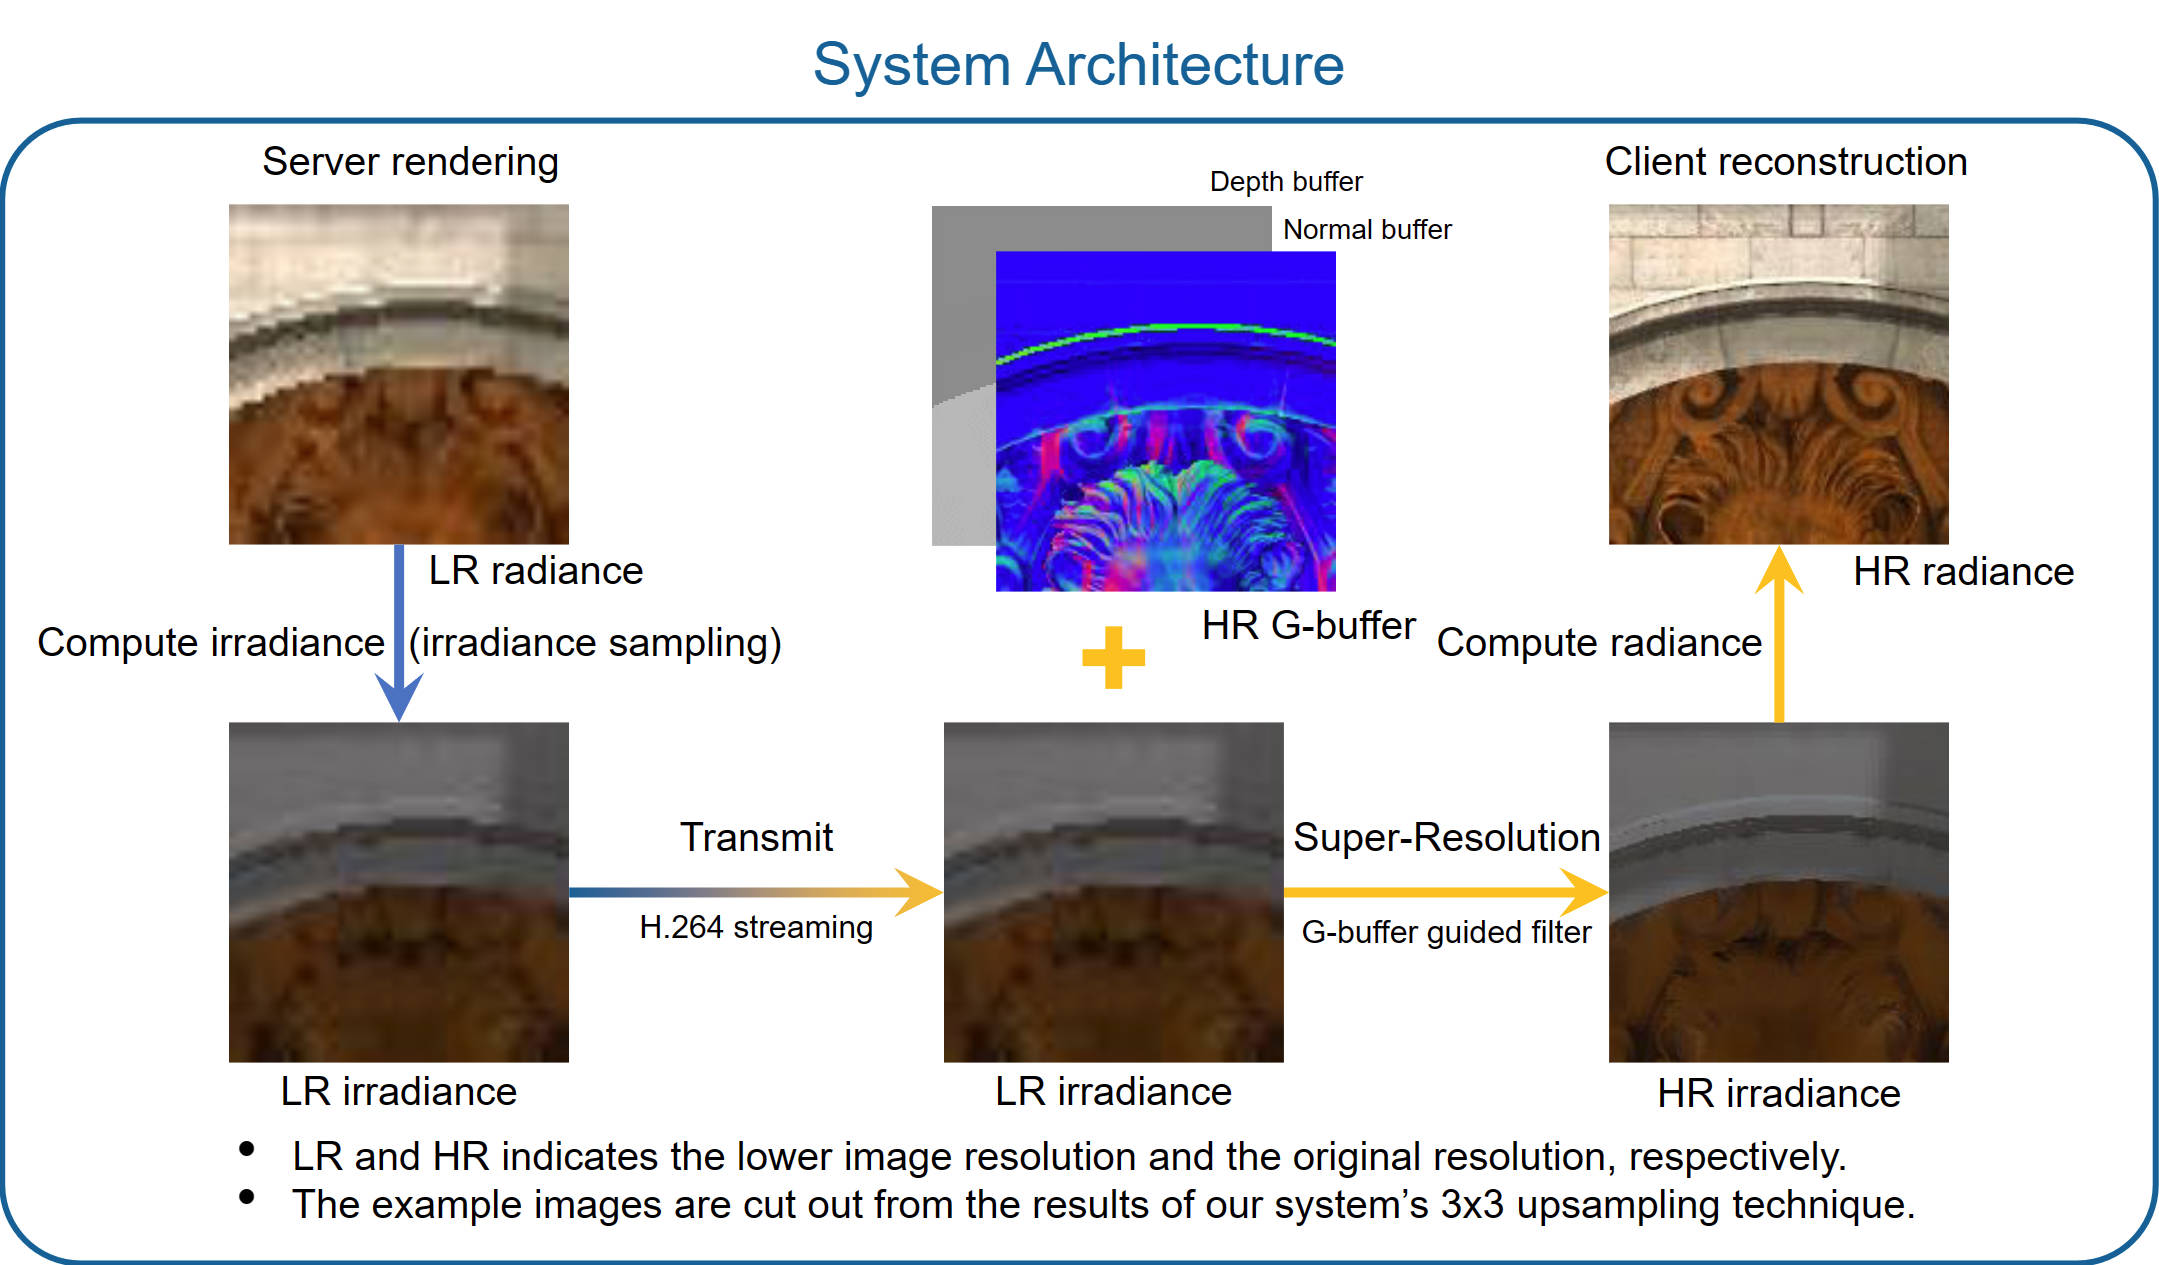 System Architecture
Server rendering
Depth buffer
Normal buffer
Client reconstruction
LR radiance
Compute irradiance (irradiance sampling)
HR G-buffer
HR radiance
Compute radiance
Transmit
H.264 streaming
Super-Resolution
G-buffer guided filter
LR irradiance
LR irradiance
HR irradiance
• LR and HR indicates the lower image resolution and the original resolution, respectively.
• The example images are cut out from the results of our system’s 3x3 upsampling technique.